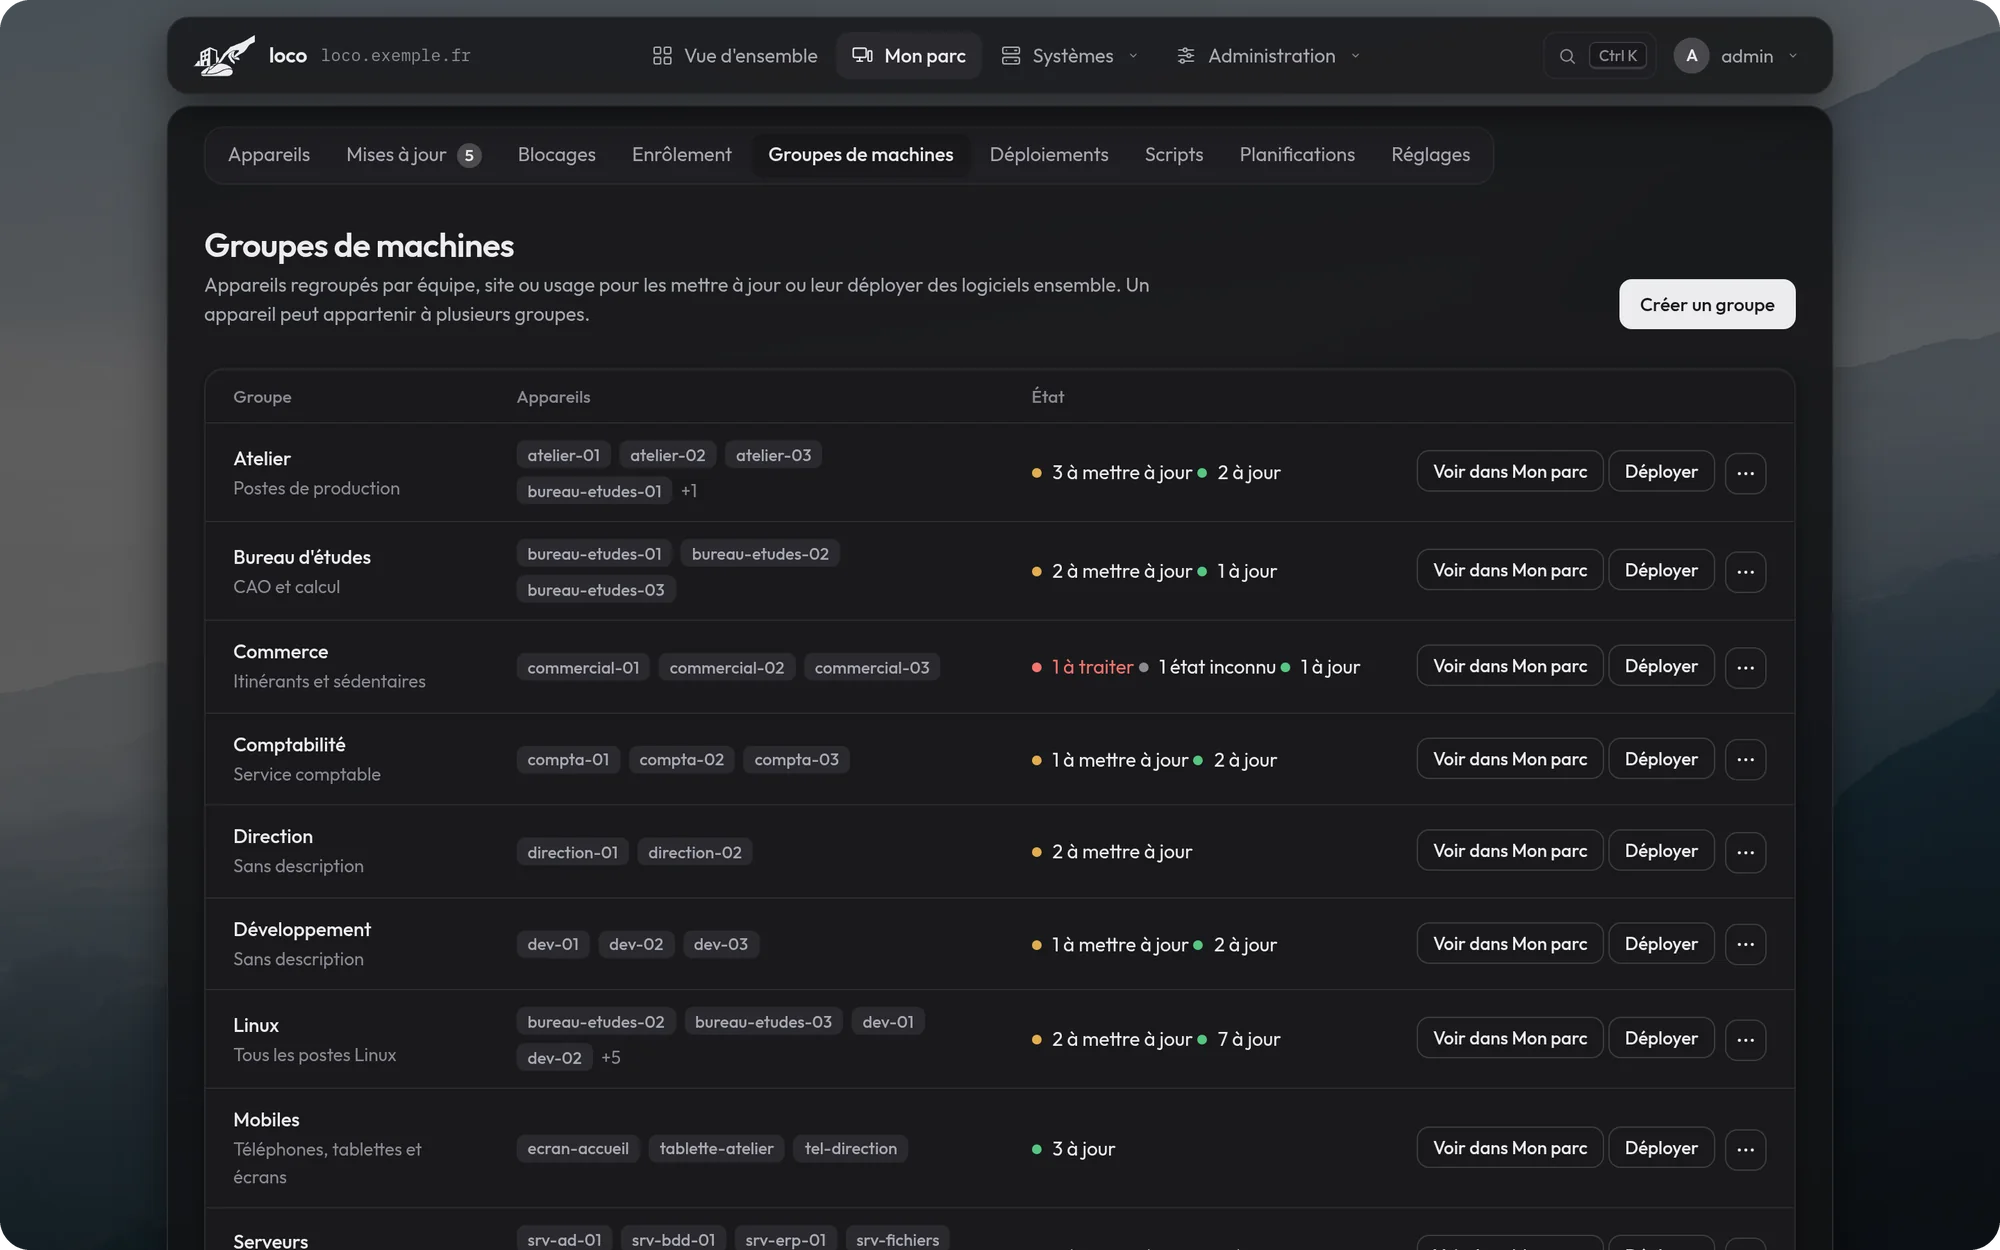 loco loco.exemple.fr Vue d'ensemble Mon parc Systèmes Administration Ctrl K A admin
Appareils Mises à jour 5 Blocages Enrôlement Groupes de machines Déploiements Scripts Planifications Réglages
Groupes de machines
Appareils regroupés par équipe, site ou usage pour les mettre à jour ou leur déployer des logiciels ensemble. Un
appareil peut appartenir à plusieurs groupes.
Créer un groupe
Groupe Appareils État
Atelier
Postes de production
atelier-01 atelier-02 atelier-03
bureau-etudes-01 +1
3 à mettre à jour 2 à jour
Voir dans Mon parc Déployer ...
Bureau d'études
CAO et calcul
bureau-etudes-01 bureau-etudes-02
bureau-etudes-03
2 à mettre à jour 1 à jour
Voir dans Mon parc Déployer ...
Commerce
Itinérants et sédentaires
commercial-01 commercial-02 commercial-03
1 à traiter 1 état inconnu 1 à jour
Voir dans Mon parc Déployer ...
Comptabilité
Service comptable
compta-01 compta-02 compta-03
1 à mettre à jour 2 à jour
Voir dans Mon parc Déployer ...
Direction
Sans description
direction-01 direction-02
2 à mettre à jour
Voir dans Mon parc Déployer ...
Développement
Sans description
dev-01 dev-02 dev-03
1 à mettre à jour 2 à jour
Voir dans Mon parc Déployer ...
Linux
Tous les postes Linux
bureau-etudes-02 bureau-etudes-03 dev-01
dev-02 +5
2 à mettre à jour 7 à jour
Voir dans Mon parc Déployer ...
Mobiles
Téléphones, tablettes et
écrans
ecran-accueil tablette-atelier tel-direction
3 à jour
Voir dans Mon parc Déployer ...
Serveurs
srv-ad-01 srv-bdd-01 srv-erp-01 srv-fichiers